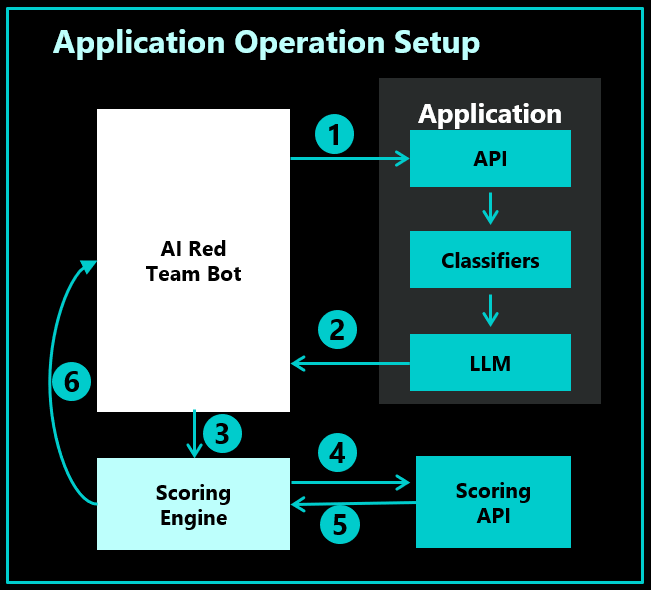 Application Operation Setup
Application
1
API
AI Red
Team Bot
Classifiers
2
LLM
6
3
4
Scoring
Engine
Scoring
API
5